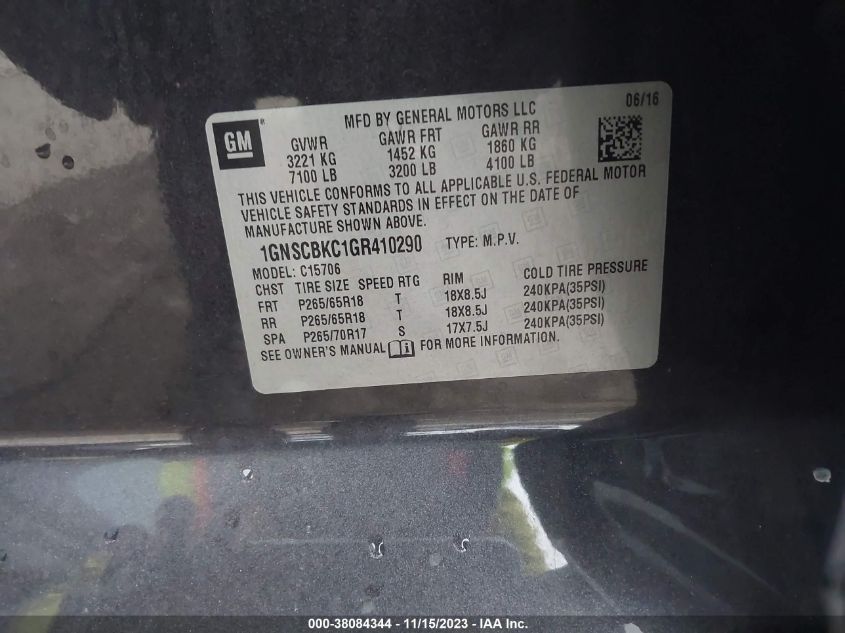 GM ®
MFD BY GENERAL MOTORS LLC 06/16
GVWR GAWR FRT GAWR RR
3221 KG 1452 KG 1860 KG
7100 LB 3200 LB 4100 LB
THIS VEHICLE CONFORMS TO ALL APPLICABLE U.S. FEDERAL MOTOR
VEHICLE SAFETY STANDARDS IN EFFECT ON THE DATE OF
MANUFACTURE SHOWN ABOVE.
1GNSCBKC1GR410290 TYPE: M.P.V.
MODEL: C15706
CHST TIRE SIZE SPEED RTG RIM COLD TIRE PRESSURE
FRT P265/65R18 T 18X8.5J 240KPA(35PSI)
RR P265/65R18 T 18X8.5J 240KPA(35PSI)
SPA P265/70R17 S 17X7.5J 240KPA(35PSI)
SEE OWNER'S MANUAL i FOR MORE INFORMATION.
000-38084344 - 11/15/2023 - IAA Inc.